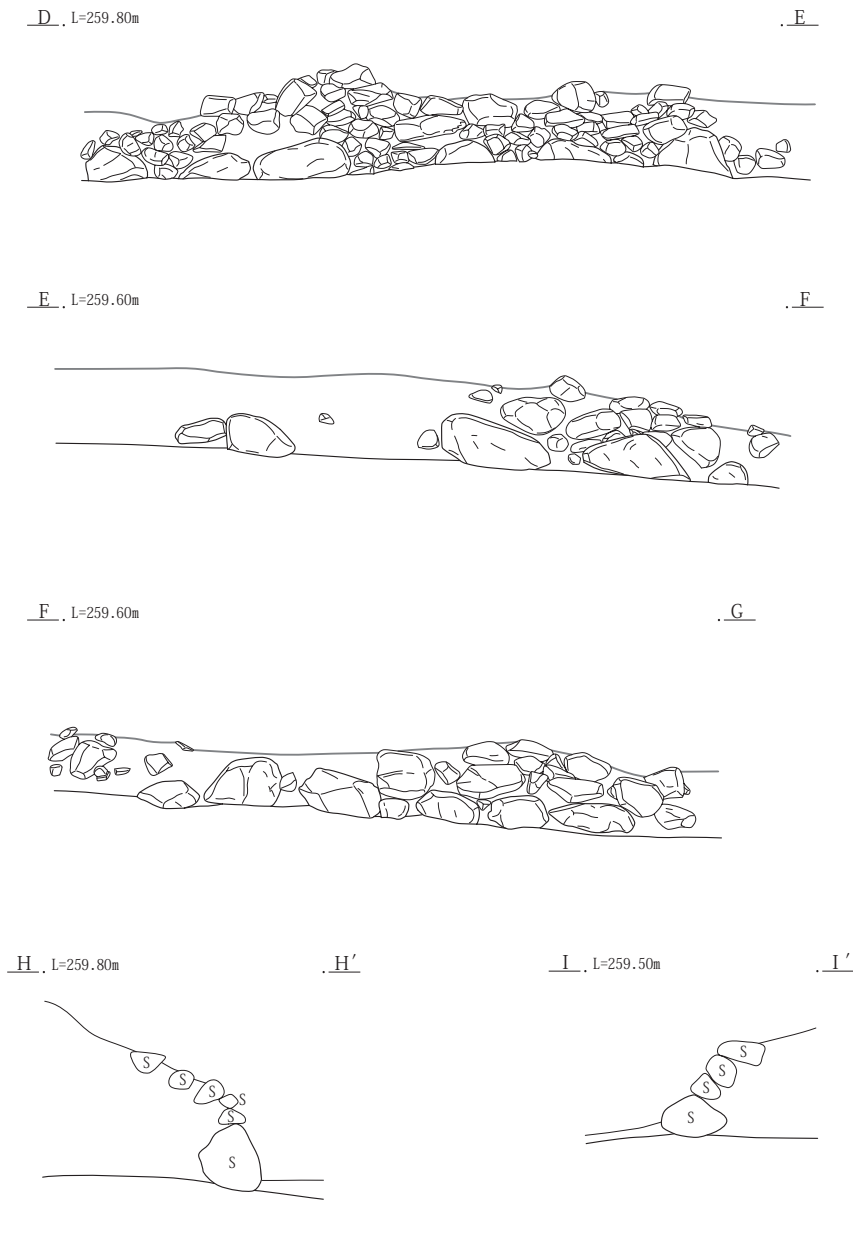 D . L=259.80m . E
E . L=259.60m . F
F . L=259.60m . G
H . L=259.80m . H′ I . L=259.50m . I′
S
S
S
S
S
S
S
S
S
S